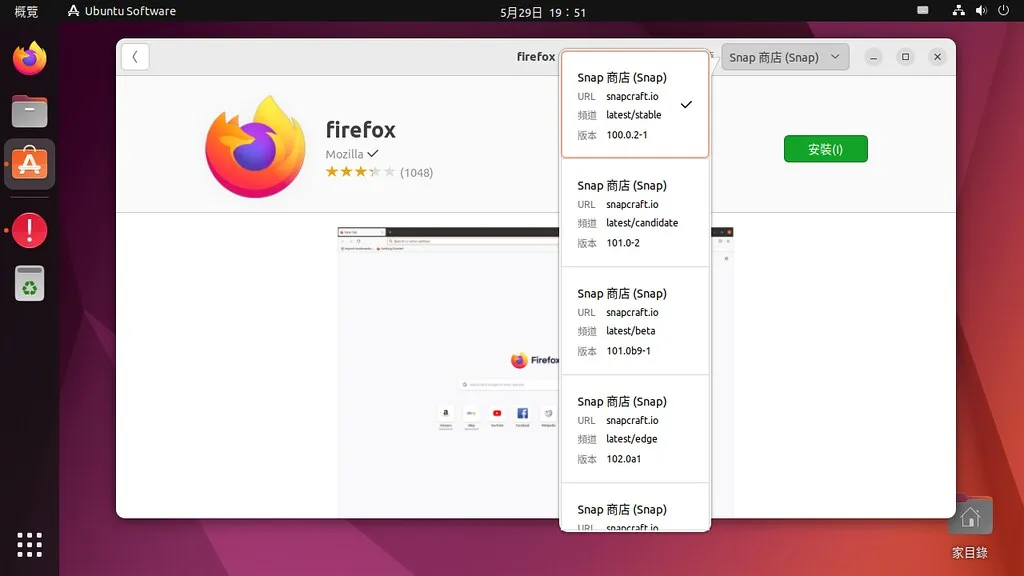 概覽
Ubuntu Software
5月29日 19：51
firefox
Snap 商店 (Snap)
firefox
Mozilla
(1048)
安裝(I)
Snap 商店 (Snap)
URL snapcraft.io
頻道 latest/stable
版本 100.0.2-1
Snap 商店 (Snap)
URL snapcraft.io
頻道 latest/candidate
版本 101.0-2
Snap 商店 (Snap)
URL snapcraft.io
頻道 latest/beta
版本 101.0b9-1
Snap 商店 (Snap)
URL snapcraft.io
頻道 latest/edge
版本 102.0a1
Snap 商店 (Snap)
URL snapcraft.io
Firefox
家目錄